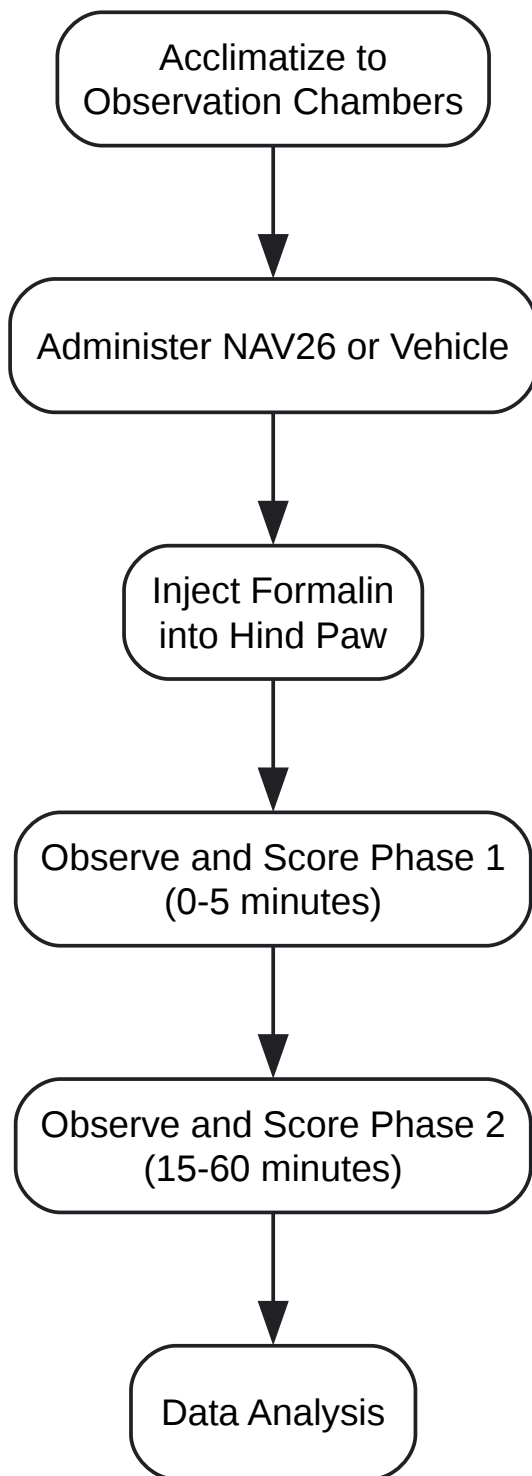 Acclimatize to
Observation Chambers
Administer NAV26 or Vehicle
Inject Formalin
into Hind Paw
Observe and Score Phase 1
(0-5 minutes)
Observe and Score Phase 2
(15-60 minutes)
Data Analysis